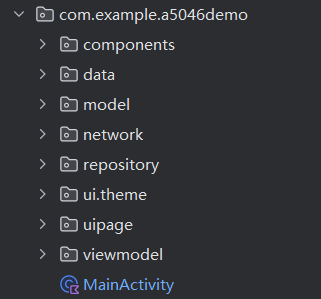 com.example.a5046demo
components
data
model
network
repository
ui.theme
uipage
viewmodel
MainActivity